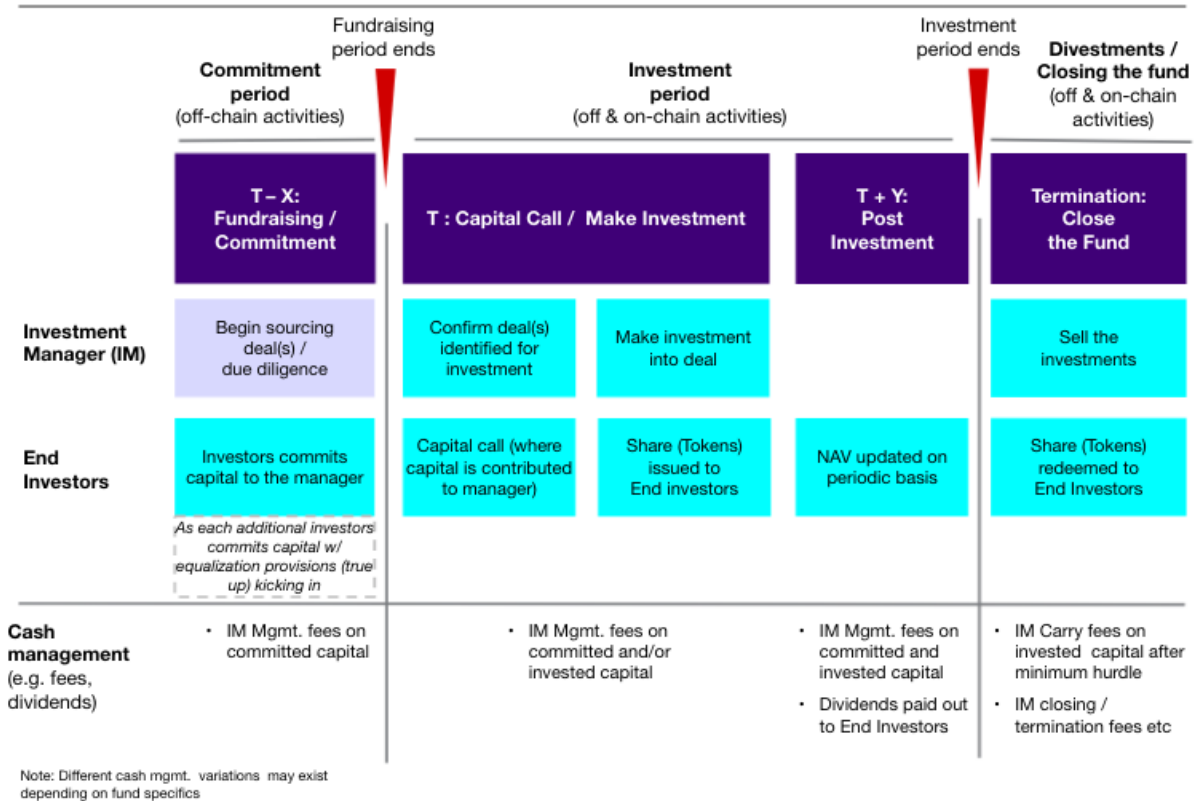 Fundraising
period ends
Investment
period ends
Commitment
period
(off-chain activities)
Investment
period
(off & on-chain activities)
Divestments /
Closing the fund
(off & on-chain
activities)
T – X:
Fundraising /
Commitment
T : Capital Call / Make Investment
T + Y:
Post
Investment
Termination:
Close
the Fund
Investment
Manager (IM)
Begin sourcing
deal(s) /
due diligence
Confirm deal(s)
identified for
investment
Make investment
into deal
Sell the
investments
End
Investors
Investors commits
capital to the manager
Capital call (where
capital is contributed
to manager)
Share (Tokens)
issued to
End investors
NAV updated on
periodic basis
Share (Tokens)
redeemed to
End Investors
As each additional investors
commits capital w/
equalization provisions (true
up) kicking in
Cash
management
(e.g. fees,
dividends)
• IM Mgmt. fees on
committed capital
• IM Mgmt. fees on
committed and/or
invested capital
• IM Mgmt. fees on
committed and
invested capital
• Dividends paid out
to End Investors
• IM Carry fees on
invested capital after
minimum hurdle
• IM closing /
termination fees etc
Note: Different cash mgmt. variations may exist
depending on fund specifics